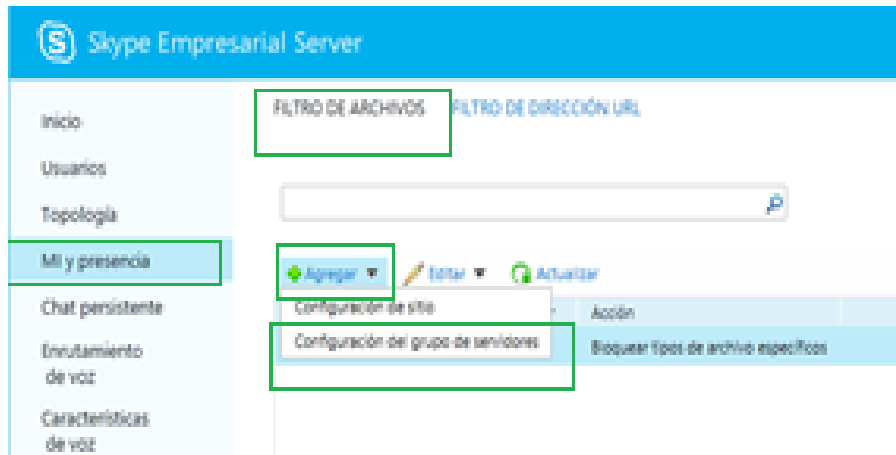 Skype Empresarial Server
Inicio
Usuarios
Topología
MI y presencia
Chat persistente
Enrutamiento
de voz
Características
de voz
FILTRO DE ARCHIVOS FILTRO DE DIRECCIÓN URL
Agregar Editar Actualizar
Configuración de sitio
Configuración del grupo de servidores
Acción
Bloquear tipos de archivo específicos